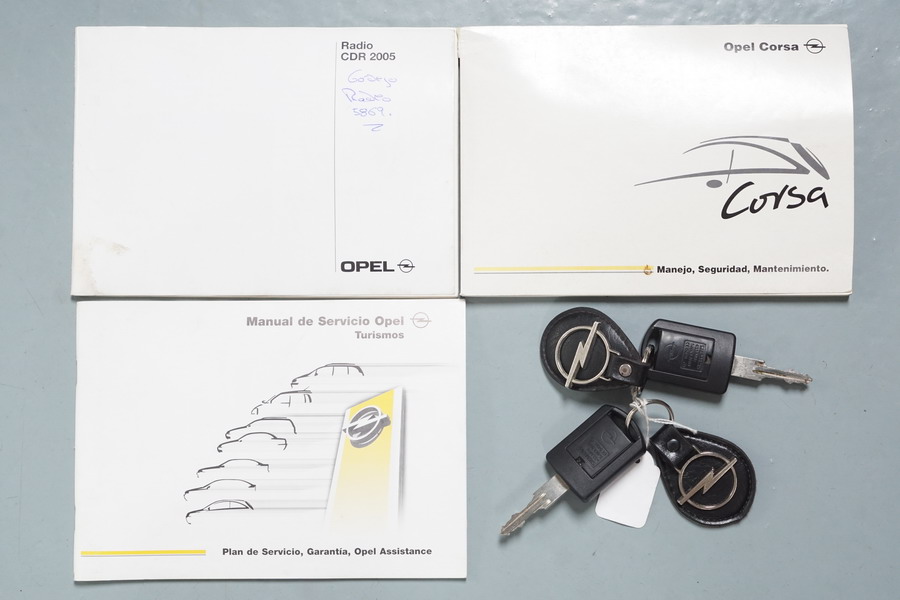 Radio
CDR 2005
Codigo
Radio
5869.
OPEL
Opel Corsa
Corsa
Manejo, Seguridad, Mantenimiento.
Manual de Servicio Opel
Turismos
Plan de Servicio, Garantía, Opel Assistance